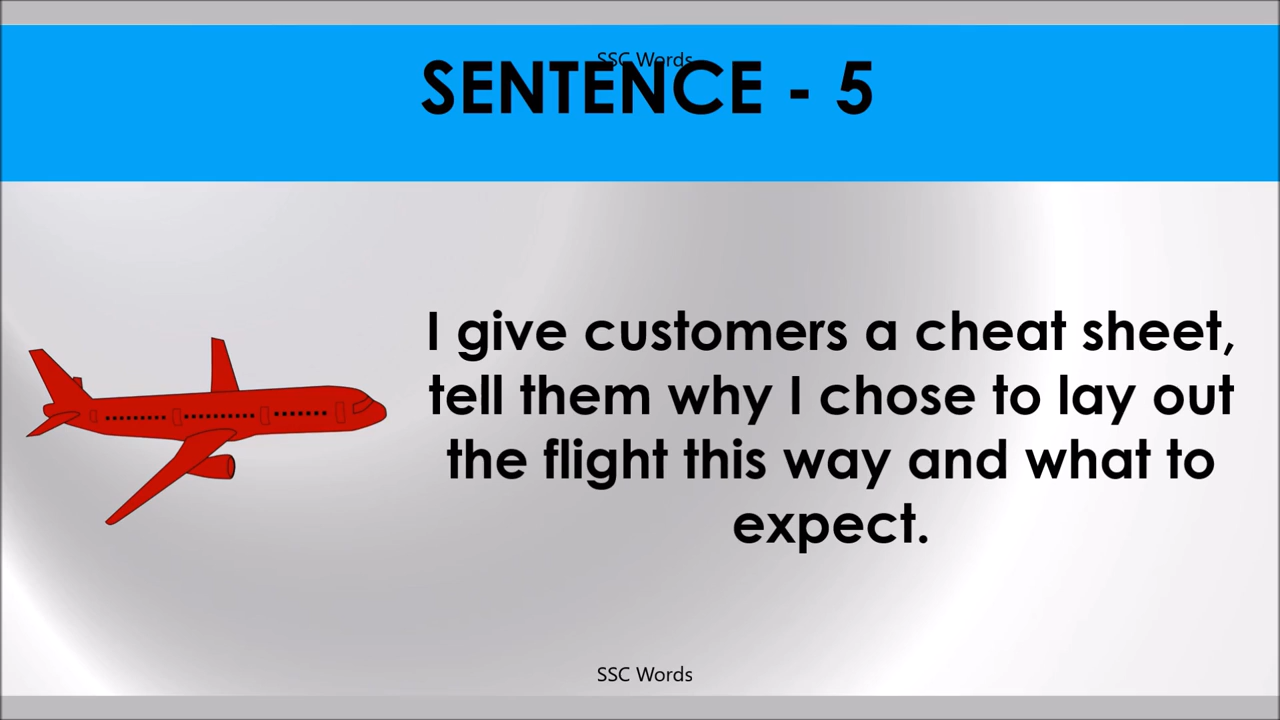 SSC Words
SENTENCE - 5
I give customers a cheat sheet,
tell them why I chose to lay out
the flight this way and what to
expect.
SSC Words